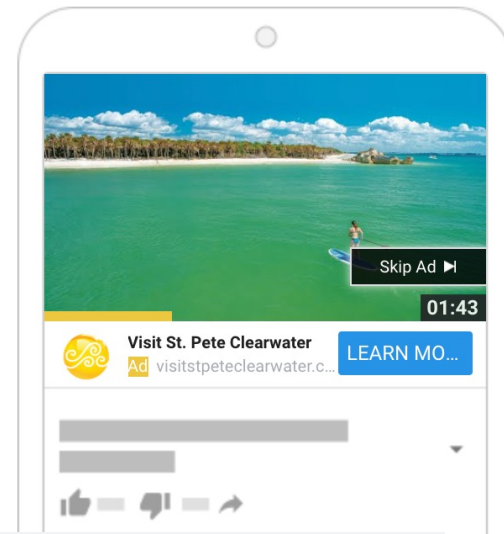 Skip Ad
01:43
Visit St. Pete Clearwater
Ad visitstpeteclearwater.c...
LEARN MO...